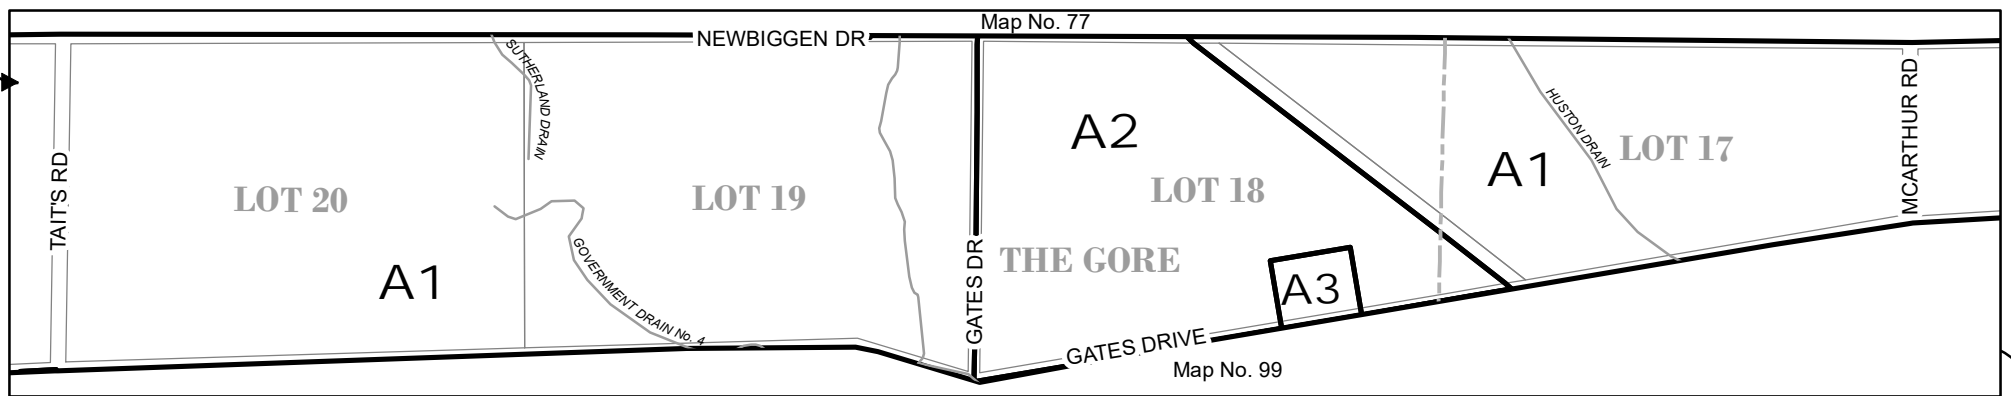 Map No. 77
NEWBIGGEN DR
SUTHERLAND DRAIN
TAIT'S RD
LOT 20
A1
LOT 19
GOVERNMENT DRAIN No. 4
GATES DR
A2
LOT 18
THE GORE
A3
GATES DRIVE
Map No. 99
A1
HUSTON DRAIN
LOT 17
MCARTHUR RD